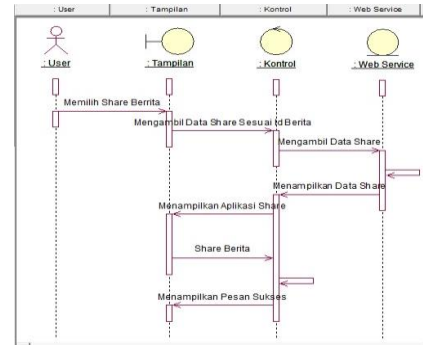 : User
: Tampilan
: Kontrol
: Web Service
: User
: Tampilan
: Kontrol
: Web Service
Memilih Share Berrita
Mengambil Data Share Sesuai Id Berita
Mengambil Data Share
Menampilkan Data Share
Menampilkan Aplikasi Share
Share Berita
Menampilkan Pesan Sukses